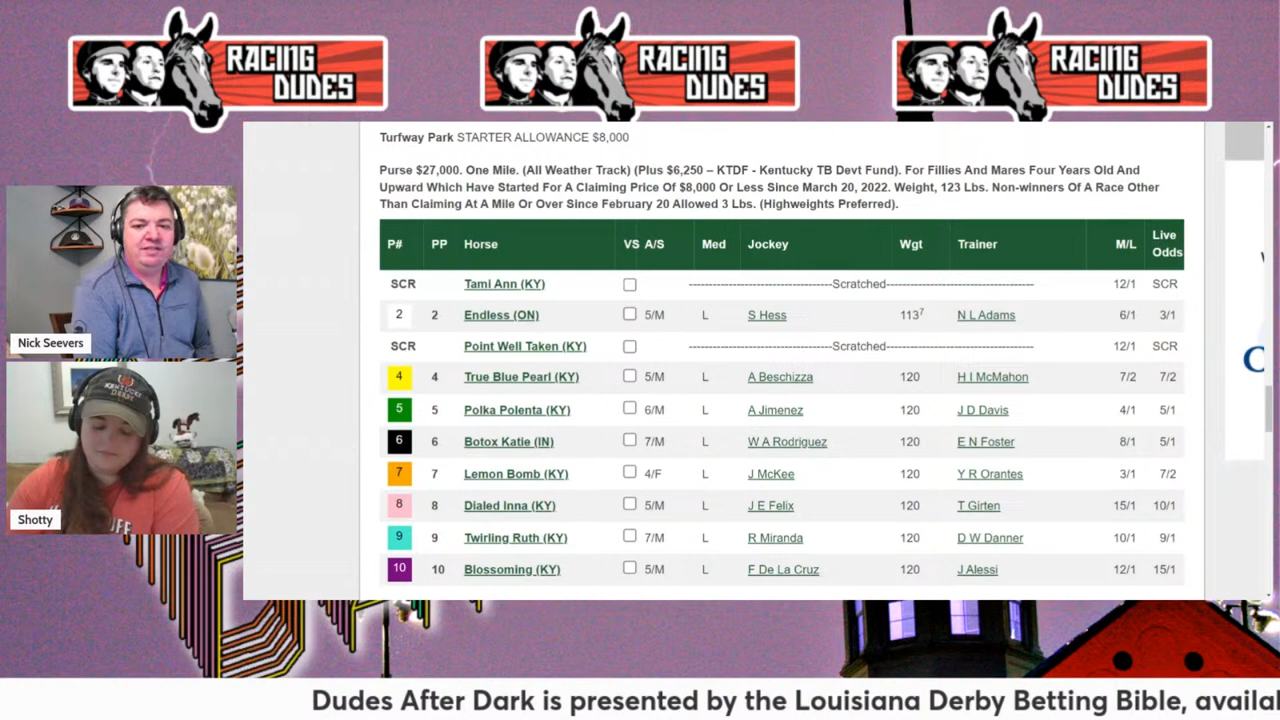 RACING DUDES
RACING DUDES
RACING DUDES
Turfway Park STARTER ALLOWANCE $8,000
Purse $27,000. One Mile. (All Weather Track) (Plus $6,250 – KTDF - Kentucky TB Devt Fund). For Fillies And Mares Four Years Old And
Upward Which Have Started For A Claiming Price Of $8,000 Or Less Since March 20, 2022. Weight, 123 Lbs. Non-winners Of A Race Other
Than Claiming At A Mile Or Over Since February 20 Allowed 3 Lbs. (Highweights Preferred).
P# PP Horse VS A/S Med Jockey Wgt Trainer M/L Live Odds
SCR Tami Ann (KY) Scratched 12/1 SCR
2 2 Endless (ON) 5/M L S Hess 113⁷ N L Adams 6/1 3/1
SCR Point Well Taken (KY) Scratched 12/1 SCR
4 4 True Blue Pearl (KY) 5/M L A Beschizza 120 H I McMahon 7/2 7/2
5 5 Polka Polenta (KY) 6/M L A Jimenez 120 J D Davis 4/1 5/1
6 6 Botox Katie (IN) 7/M L W A Rodriguez 120 E N Foster 8/1 5/1
7 7 Lemon Bomb (KY) 4/F L J McKee 120 Y R Orantes 3/1 7/2
8 8 Dialed Inna (KY) 5/M L J E Felix 120 T Girten 15/1 10/1
9 9 Twirling Ruth (KY) 7/M L R Miranda 120 D W Danner 10/1 9/1
10 10 Blossoming (KY) 5/M L F De La Cruz 120 J Alessi 12/1 15/1
Nick Seevers
KENTUCKY
DERBY
Shotty
Dudes After Dark is presented by the Louisiana Derby Betting Bible, availa